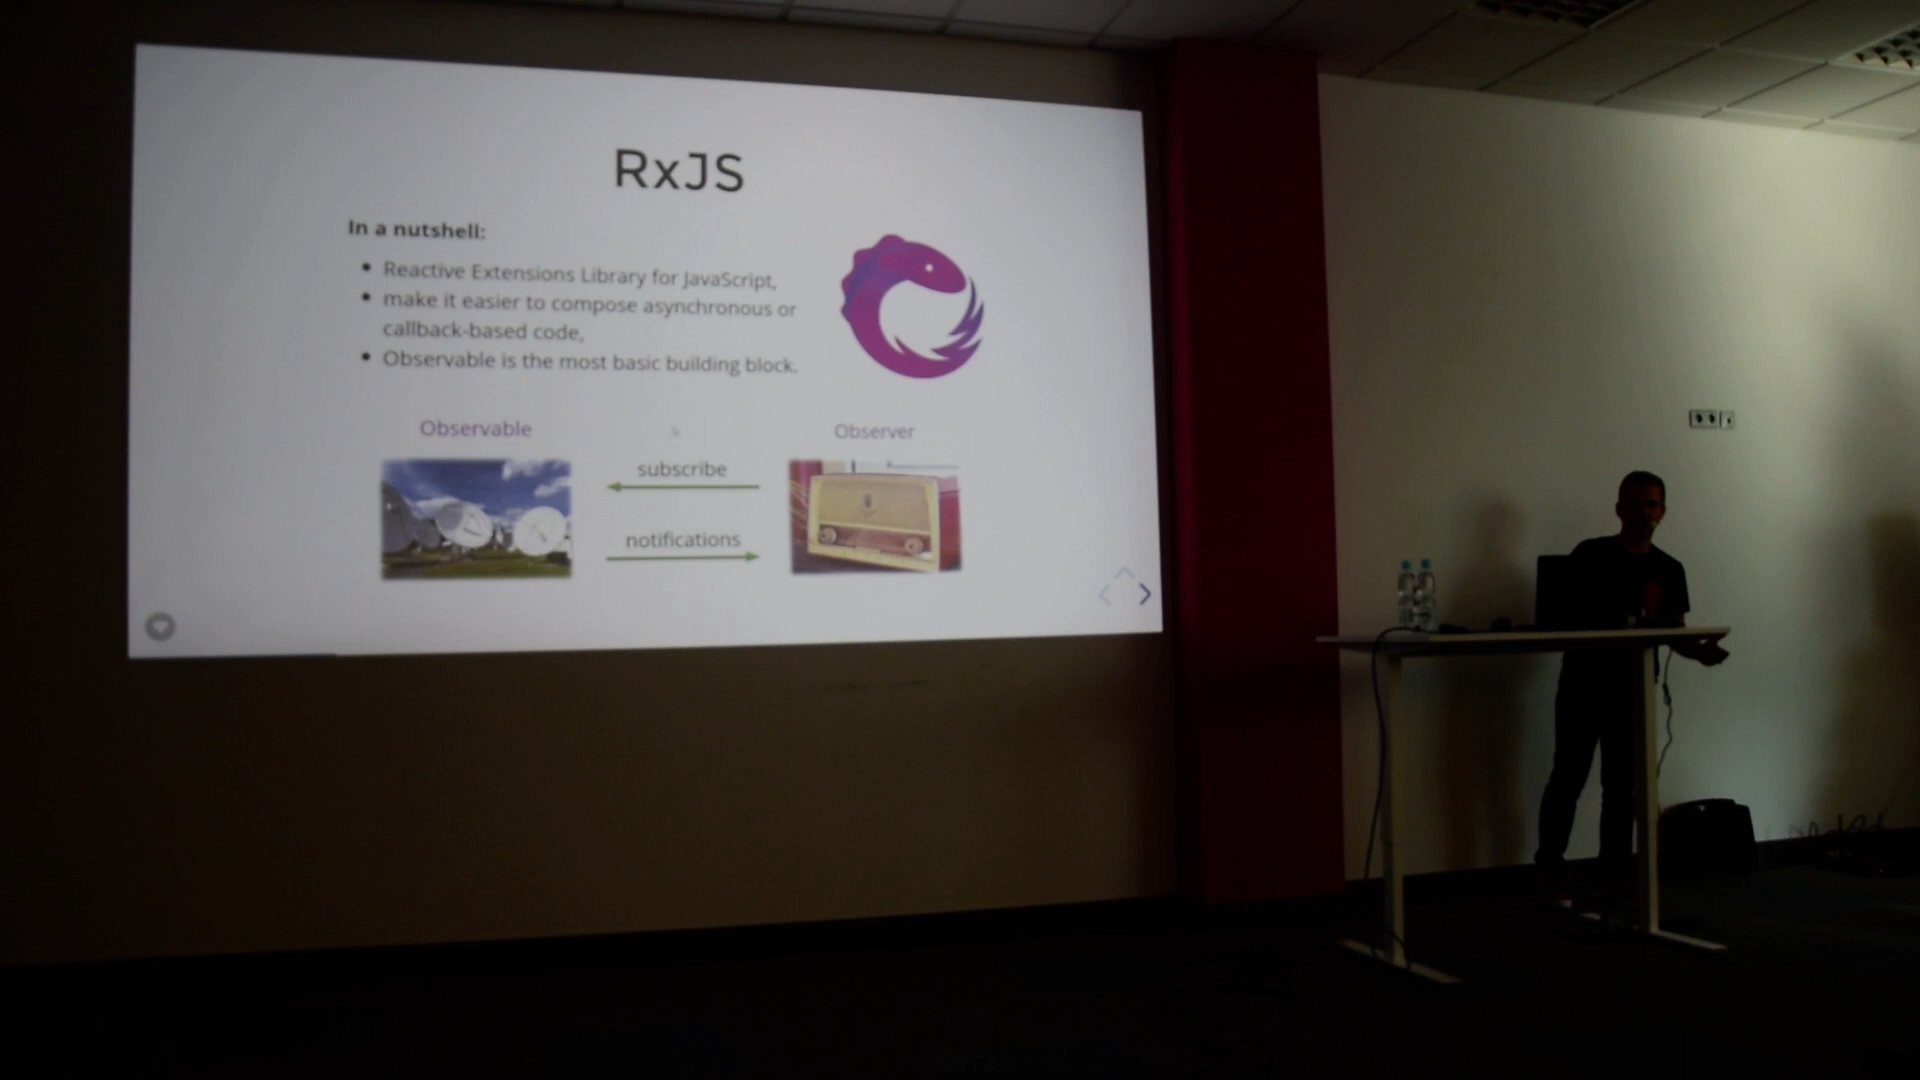 RxJS
In a nutshell:
Reactive Extensions Library for JavaScript,
make it easier to compose asynchronous or
callback-based code,
Observable is the most basic building block.
Observable & Observer
subscribe
notifications